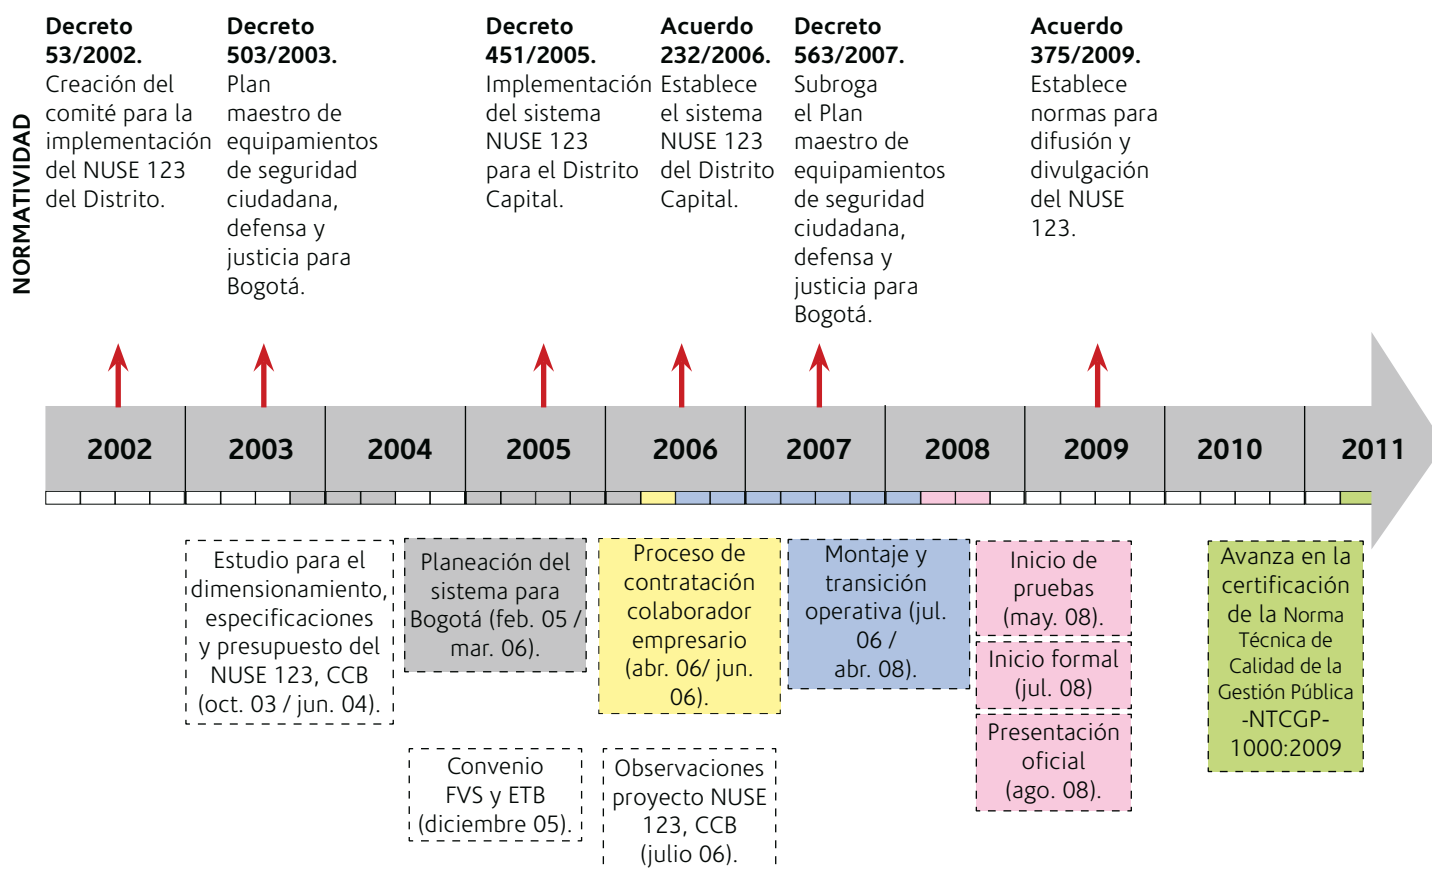 NORMATIVIDAD
Decreto
53/2002.
Creación del
comité para la
implementación
del NUSE 123
del Distrito.
Decreto
503/2003.
Plan
maestro de
equipamientos
de seguridad
ciudadana,
defensa y
justicia para
Bogotá.
Decreto
451/2005.
Implementación
del sistema
NUSE 123
para el Distrito
Capital.
Acuerdo
232/2006.
Establece
el sistema
NUSE 123
del Distrito
Capital.
Decreto
563/2007.
Subroga
el Plan
maestro de
equipamientos
de seguridad
ciudadana,
defensa y
justicia para
Bogotá.
Acuerdo
375/2009.
Establece
normas para
difusión y
divulgación
del NUSE
123.
2002
2003
2004
2005
2006
2007
2008
2009
2010
2011
Estudio para el
dimensionamiento,
especificaciones
y presupuesto del
NUSE 123, CCB
(oct. 03 / jun. 04).
Planeación del
sistema para
Bogotá (feb. 05 /
mar. 06).
Convenio
FVS y ETB
(diciembre 05).
Proceso de
contratación
colaborador
empresario
(abr. 06/ jun.
06).
Observaciones
proyecto NUSE
123, CCB
(julio 06).
Montaje y
transición
operativa (jul.
06 /
abr. 08).
Inicio de
pruebas
(may. 08).
Inicio formal
(jul. 08)
Presentación
oficial
(ago. 08).
Avanza en la
certificación
de la Norma
Técnica de
Calidad de la
Gestión Pública
-NTCGP-
1000:2009